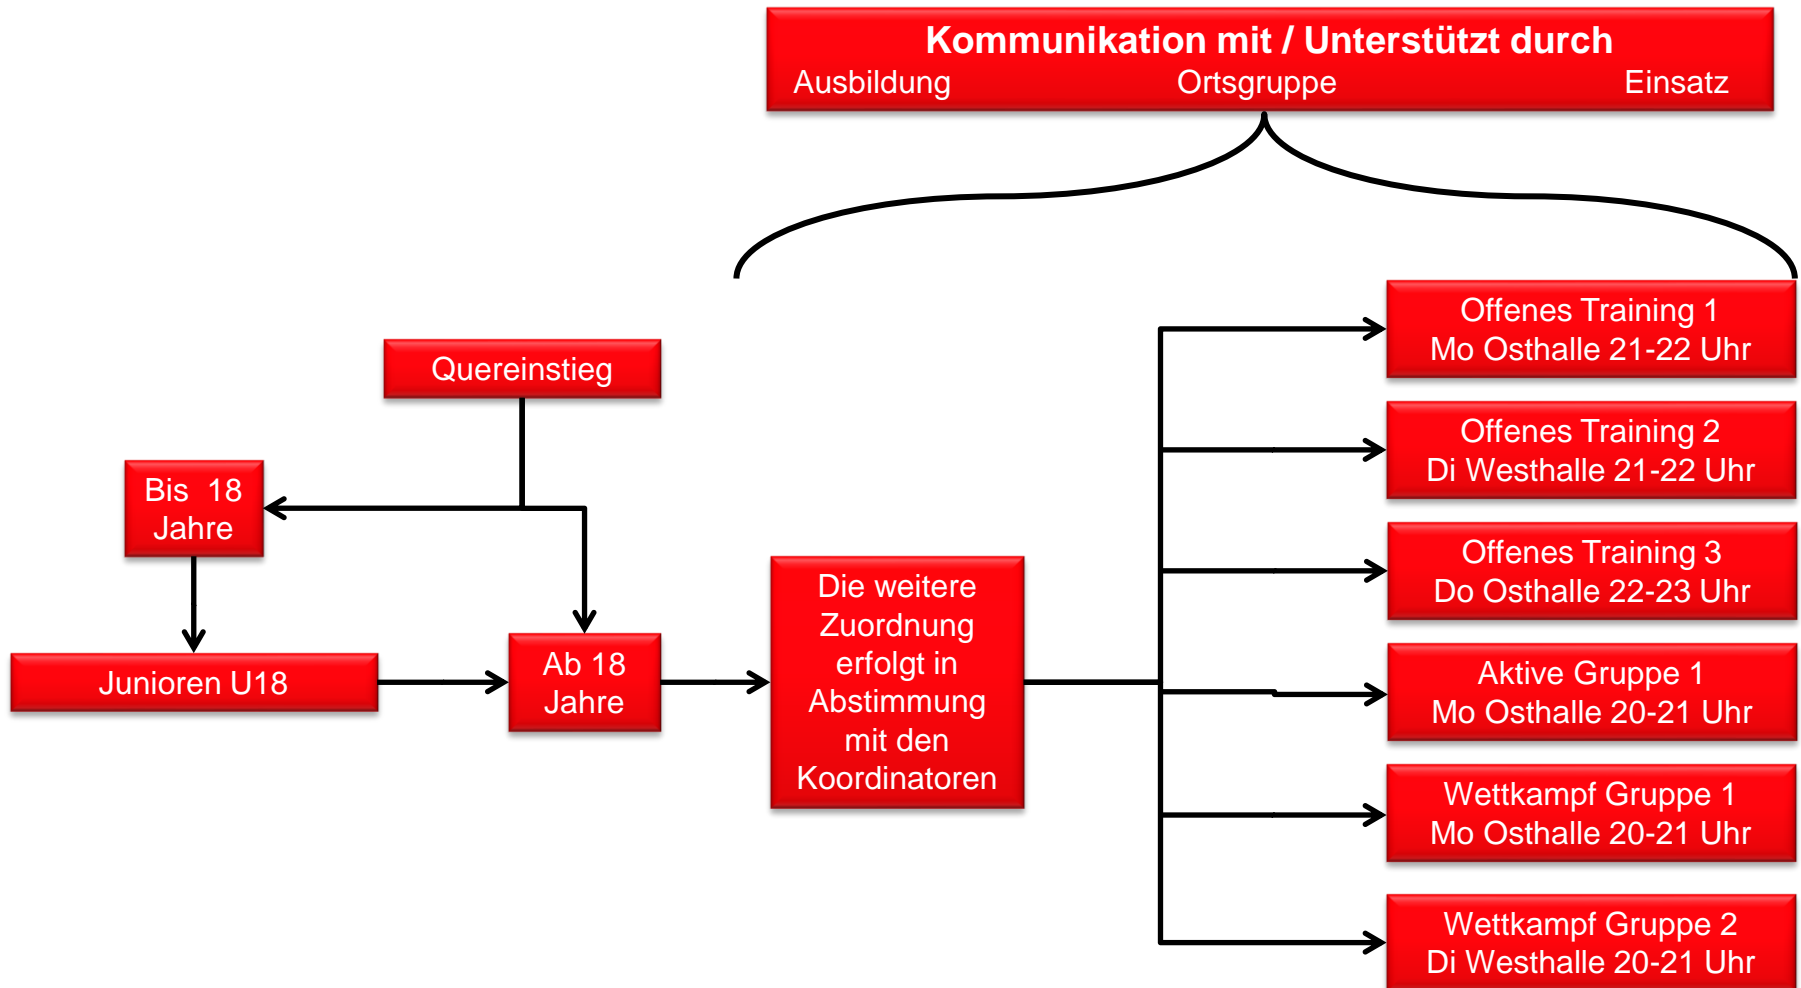 Kommunikation mit / Unterstützt durch
Ausbildung Ortsgruppe Einsatz
Quereinstieg
Bis 18
Jahre
Junioren U18
Ab 18
Jahre
Die weitere
Zuordnung
erfolgt in
Abstimmung
mit den
Koordinatoren
Offenes Training 1
Mo Osthalle 21-22 Uhr
Offenes Training 2
Di Westhalle 21-22 Uhr
Offenes Training 3
Do Osthalle 22-23 Uhr
Aktive Gruppe 1
Mo Osthalle 20-21 Uhr
Wettkampf Gruppe 1
Mo Osthalle 20-21 Uhr
Wettkampf Gruppe 2
Di Westhalle 20-21 Uhr